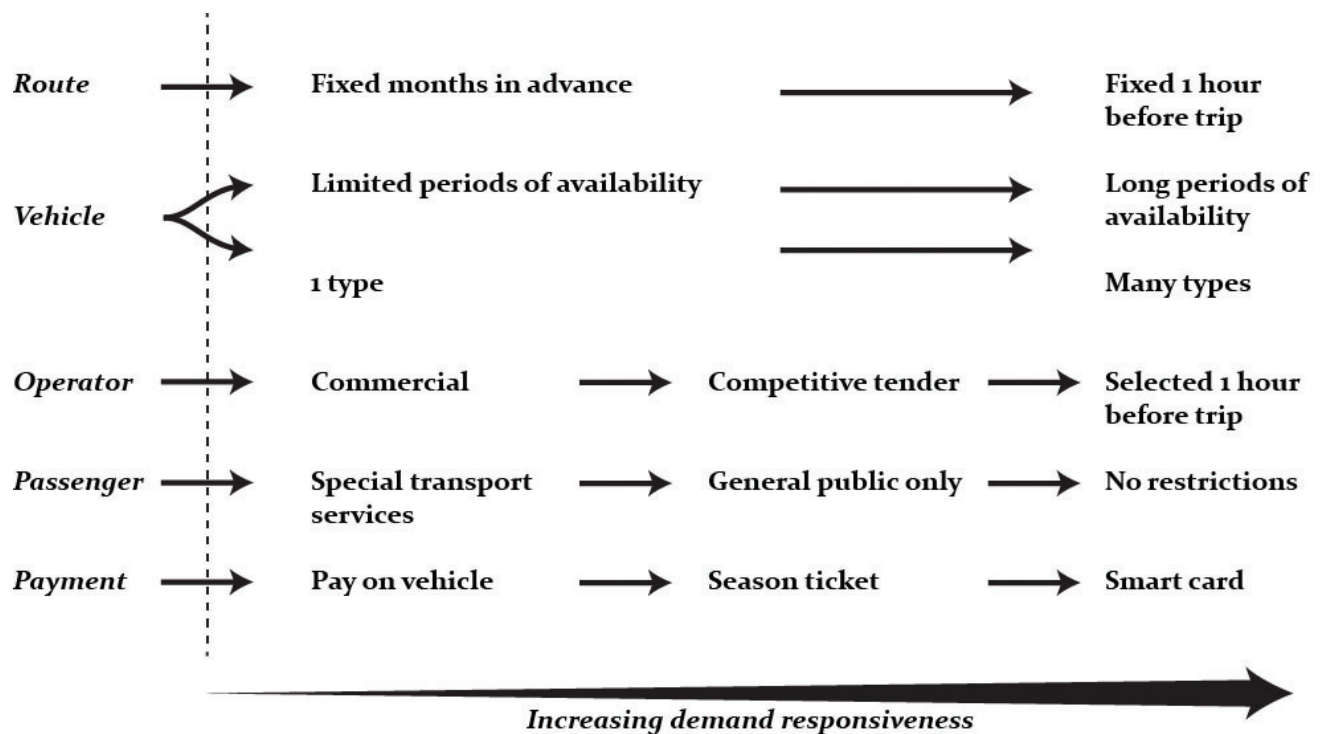 Route Fixed months in advance Fixed 1 hour
before trip
Limited periods of availability Long periods of
availability
Vehicle
1 type Many types
Operator Commercial Competitive tender Selected 1 hour
before trip
Passenger Special transport General public only No restrictions
services
Payment Pay on vehicle Season ticket Smart card
Increasing demand responsiveness